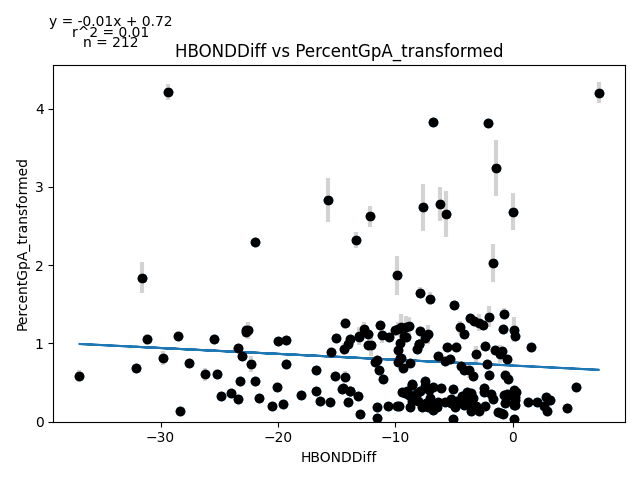 y = -0.01x + 0.72
r^2 = 0.01
n = 212
HBONDDiff vs PercentGpA_transformed
PercentGpA_transformed
4
3
2
1
0
−30
−20
−10
0
HBONDDiff